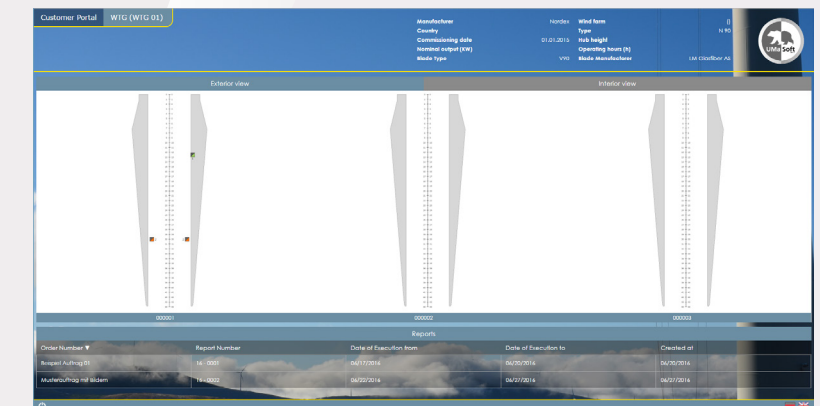 Customer Portal WTG (WTG 01)
Manufacturer Nordex Wind farm ()
Country Type N 90
Commissioning date 01.01.2016 Hub height
Nominal output (KW) Operating hours (h)
Blade Type V90 Blade Manufacturer LM Glasfiber AS
UMaSoft
Exterior view Interior view
000001 000002 000003
Reports
Order Number ▼ Report Number Date of Execution from Date of Execution to Created at
Beispiel Auftrag 01 16 - 0001 06/17/2016 06/20/2016 06/20/2016
Musterauftrag mit Bildern 06/22/2016 06/27/2016 06/27/2016